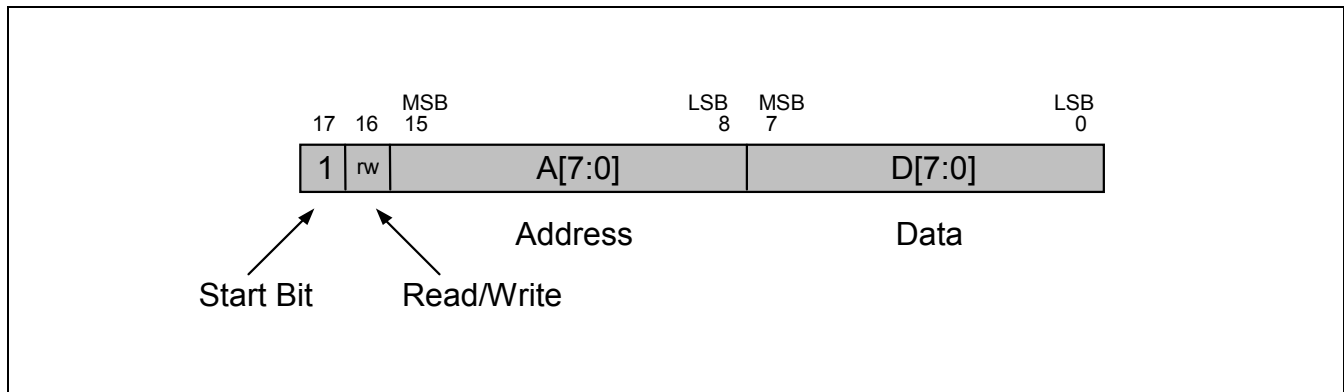 MSB LSB MSB LSB
17 16 15 8 7 0
1 rw A[7:0] D[7:0]
Address Data
Start Bit Read/Write